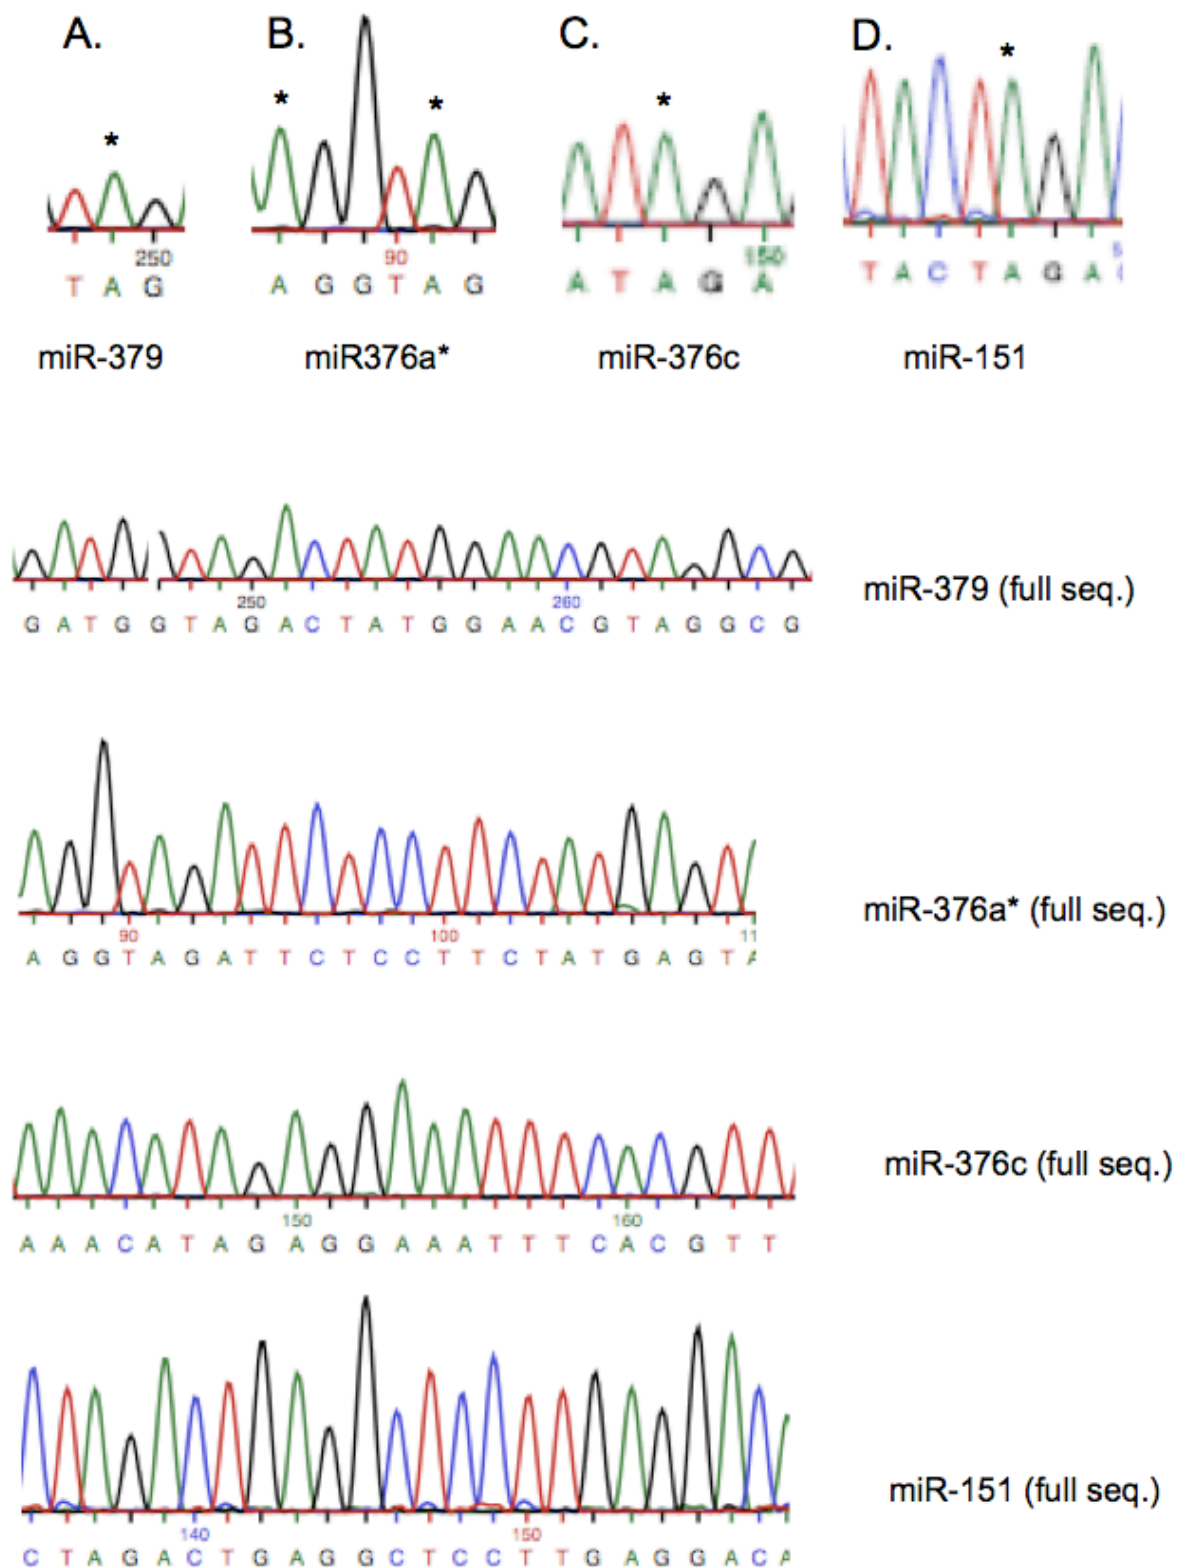 A. B. C. D.
* * * * *
250 90 150
T A G A G G T A G A T A G A T A C T A G A
miR-379 miR376a* miR-376c miR-151
250 260
G A T G G T A G A C T A T G G A A C G T A G G C G
miR-379 (full seq.)
90 100 11
A G G T A G A T T C T C C T T C T A T G A G T A
miR-376a* (full seq.)
150 160
A A A C A T A G A G G A A A T T T C A C G T T
miR-376c (full seq.)
140 150
C T A G A C T G A G G C T C C T T G A G G A C A
miR-151 (full seq.)